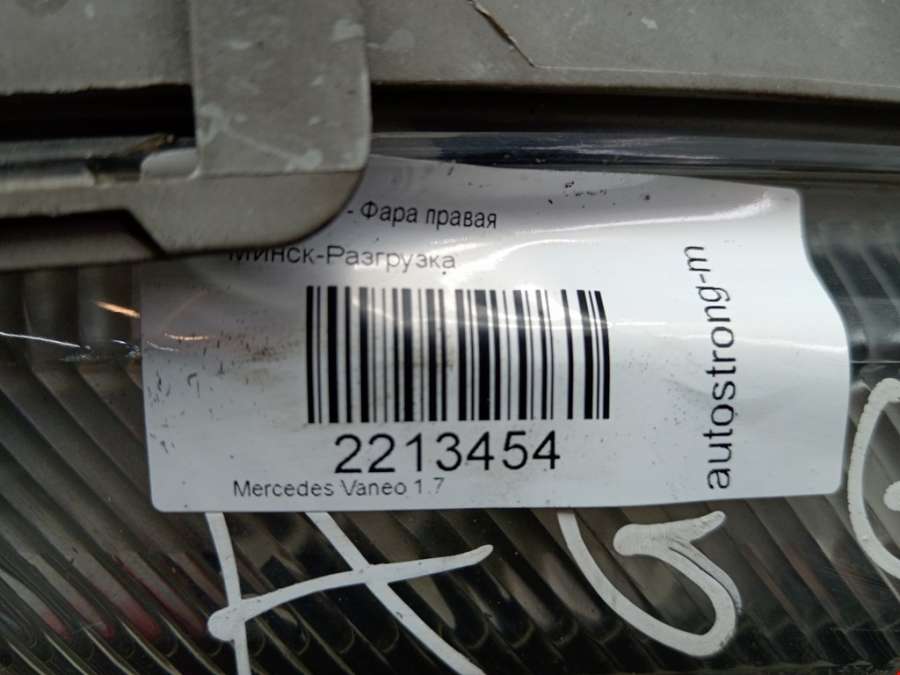 - Фара правая
Минск-Разгрузка
2213454
Mercedes Vaneo 1.7
autostrong-m